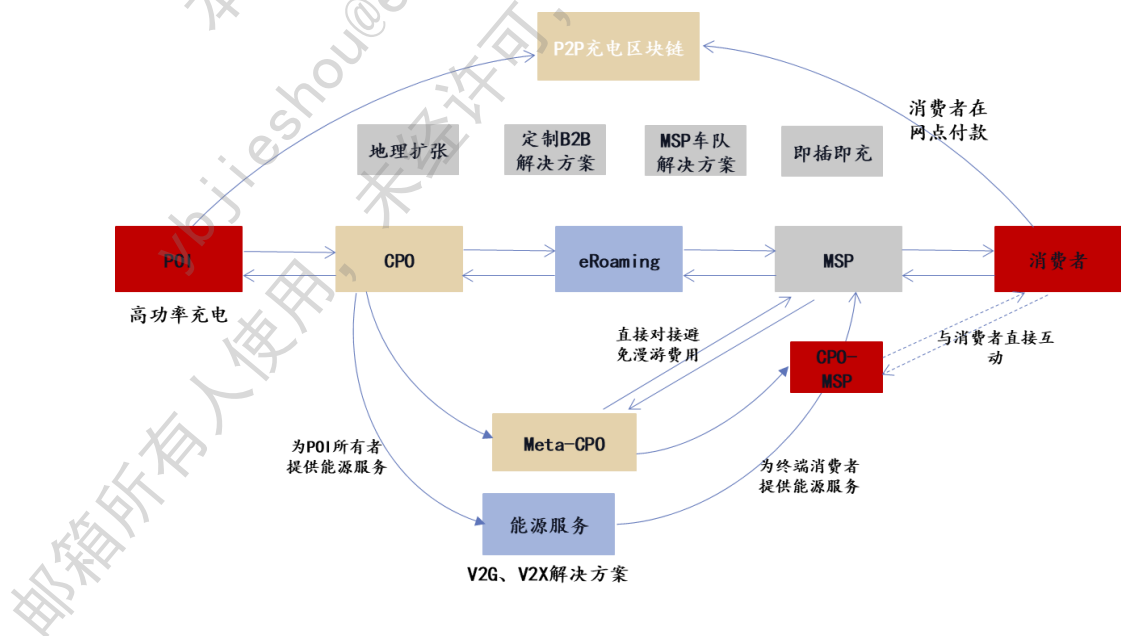 P2P充电区块链
消费者在
网点付款
地理扩张
定制B2B
解决方案
MSP车队
解决方案
即插即充
POI
CPO
eRoaming
MSP
消费者
高功率充电
直接对接避
免漫游费用
CPO-
MSP
与消费者直接互
动
Meta-CPO
为POI所有者
提供能源服务
为终端消费者
提供能源服务
能源服务
V2G、V2X解决方案
邮箱所有人使用，未经许可，
ybjieshou@e